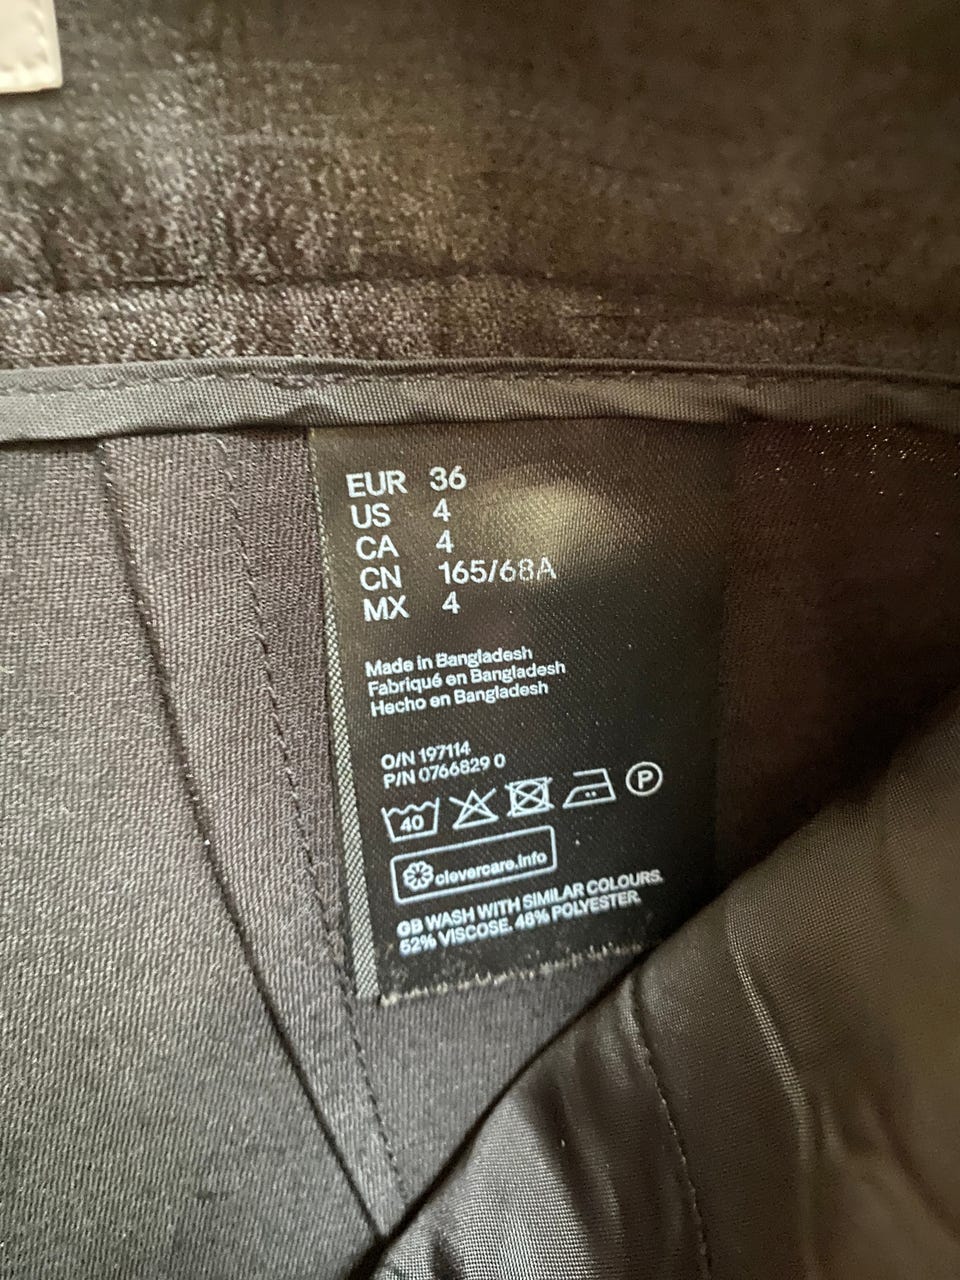 EUR 36
US 4
CA 4
CN 165/68A
MX 4
Made in Bangladesh
Fabriqué en Bangladesh
Hecho en Bangladesh
O/N 197114
P/N 0766829 0
40 P
clevercare.info
GB WASH WITH SIMILAR COLOURS.
52% VISCOSE. 48% POLYESTER.